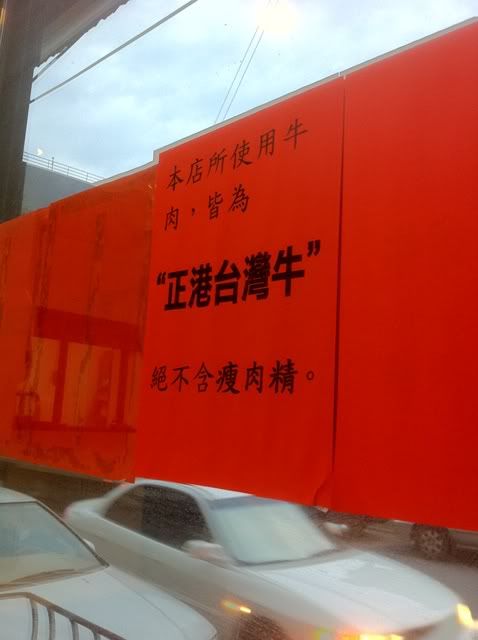 本店所使用牛
肉，皆為
“正港台灣牛”
絕不含瘦肉精。